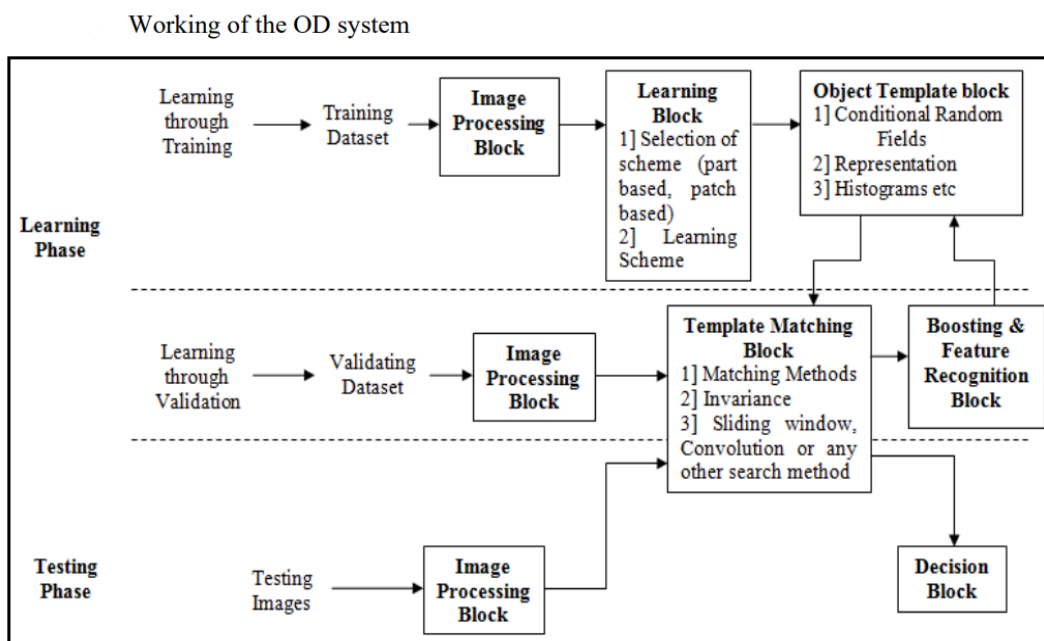 Working of the OD system
Learning
through
Training
Training
Dataset
Image
Processing
Block
Learning
Block
1] Selection of
scheme (part
based, patch
based)
2] Learning
Scheme
Object Template block
1] Conditional Random
Fields
2] Representation
3] Histograms etc
Learning
Phase
Learning
through
Validation
Validating
Dataset
Image
Processing
Block
Template Matching
Block
1] Matching Methods
2] Invariance
3] Sliding window,
Convolution or any
other search method
Boosting &
Feature
Recognition
Block
Testing
Phase
Testing
Images
Image
Processing
Block
Decision
Block